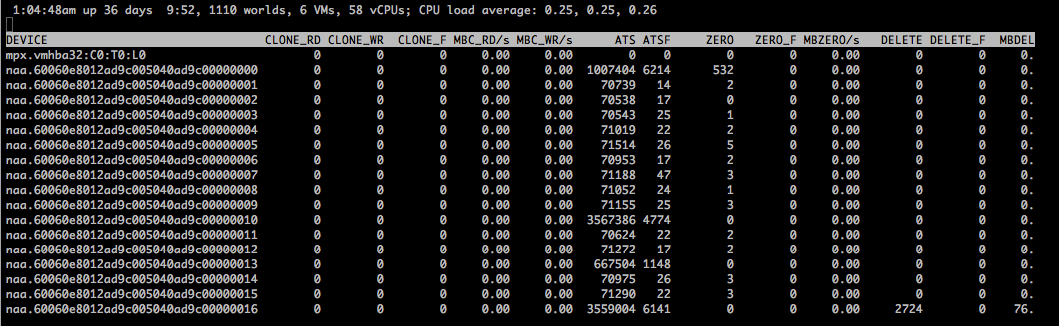 1:04:48am up 36 days  9:52, 1110 worlds, 6 VMs, 58 vCPUs; CPU load average: 0.25, 0.25, 0.26
DEVICE CLONE_RD CLONE_WR CLONE_F MBC_RD/s MBC_WR/s ATS ATSF ZERO ZERO_F MBZERO/s DELETE DELETE_F MBDEL
mpx.vmhba32:C0:T0:L0 0 0 0 0.00 0.00 0 0 0 0 0.00 0 0 0.
naa.60060e8012ad9c005040ad9c00000000 0 0 0 0.00 0.00 1007404 6214 532 0 0.00 0 0 0.
naa.60060e8012ad9c005040ad9c00000001 0 0 0 0.00 0.00 70739 14 2 0 0.00 0 0 0.
naa.60060e8012ad9c005040ad9c00000002 0 0 0 0.00 0.00 70538 17 0 0 0.00 0 0 0.
naa.60060e8012ad9c005040ad9c00000003 0 0 0 0.00 0.00 70543 25 1 0 0.00 0 0 0.
naa.60060e8012ad9c005040ad9c00000004 0 0 0 0.00 0.00 71019 22 2 0 0.00 0 0 0.
naa.60060e8012ad9c005040ad9c00000005 0 0 0 0.00 0.00 71514 26 5 0 0.00 0 0 0.
naa.60060e8012ad9c005040ad9c00000006 0 0 0 0.00 0.00 70953 17 2 0 0.00 0 0 0.
naa.60060e8012ad9c005040ad9c00000007 0 0 0 0.00 0.00 71188 47 3 0 0.00 0 0 0.
naa.60060e8012ad9c005040ad9c00000008 0 0 0 0.00 0.00 71052 24 1 0 0.00 0 0 0.
naa.60060e8012ad9c005040ad9c00000009 0 0 0 0.00 0.00 71155 25 3 0 0.00 0 0 0.
naa.60060e8012ad9c005040ad9c00000010 0 0 0 0.00 0.00 3567386 4774 0 0 0.00 0 0 0.
naa.60060e8012ad9c005040ad9c00000011 0 0 0 0.00 0.00 70624 22 2 0 0.00 0 0 0.
naa.60060e8012ad9c005040ad9c00000012 0 0 0 0.00 0.00 71272 17 2 0 0.00 0 0 0.
naa.60060e8012ad9c005040ad9c00000013 0 0 0 0.00 0.00 667504 1148 0 0 0.00 0 0 0.
naa.60060e8012ad9c005040ad9c00000014 0 0 0 0.00 0.00 70975 26 3 0 0.00 0 0 0.
naa.60060e8012ad9c005040ad9c00000015 0 0 0 0.00 0.00 71290 22 3 0 0.00 0 0 0.
naa.60060e8012ad9c005040ad9c00000016 0 0 0 0.00 0.00 3559004 6141 0 0 0.00 2724 0 76.